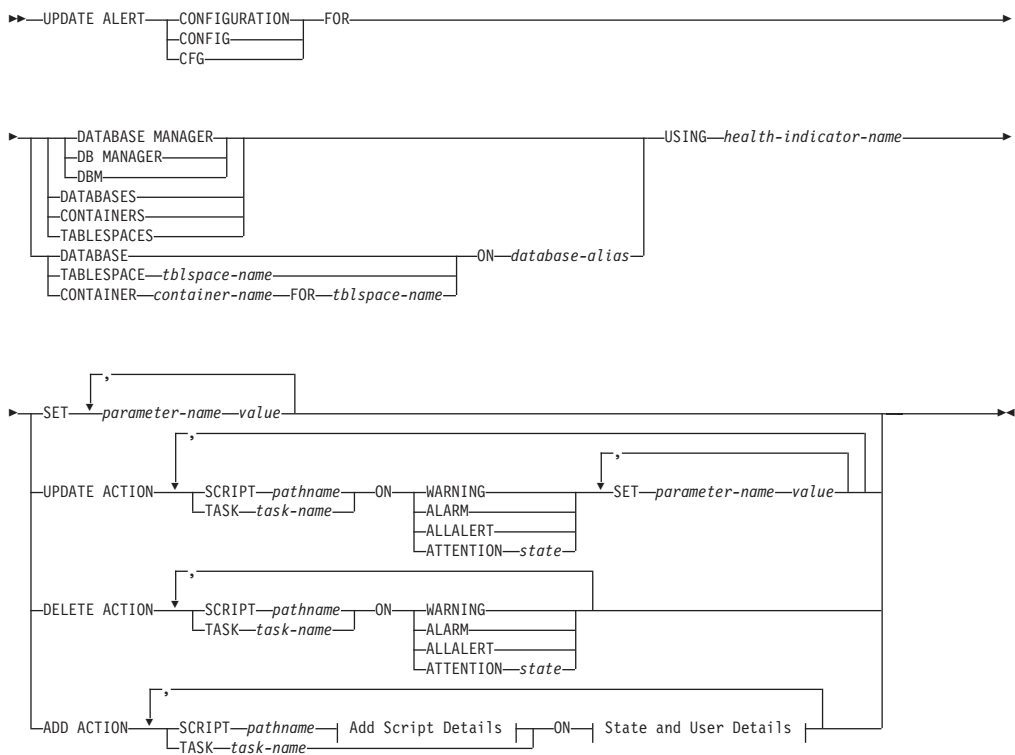 UPDATE ALERT CONFIGURATION FOR
CONFIG
CFG
DATABASE MANAGER USING health-indicator-name
DB MANAGER
DBM
DATABASES
CONTAINERS
TABLESPACES
DATABASE ON database-alias
TABLESPACE tblspace-name
CONTAINER container-name FOR tblspace-name
,
SET parameter-name value
,
,
UPDATE ACTION SCRIPT pathname ON WARNING SET parameter-name value
TASK task-name ALARM
ALLALERT
ATTENTION state
,
DELETE ACTION SCRIPT pathname ON WARNING
TASK task-name ALARM
ALLALERT
ATTENTION state
,
ADD ACTION SCRIPT pathname Add Script Details ON State and User Details
TASK task-name